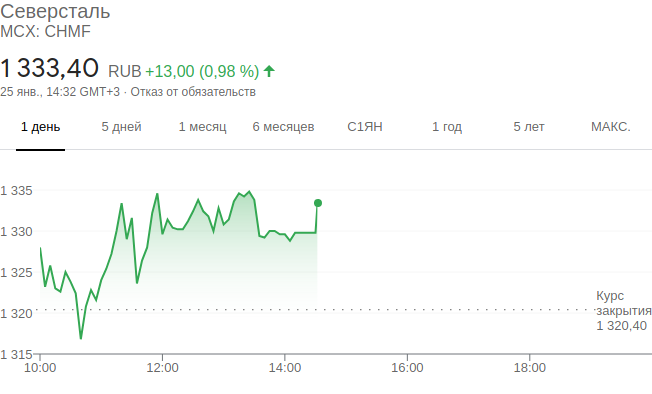 Северсталь
MCX: CHMF
1 333,40 RUB +13,00 (0,98 %)
25 янв., 14:32 GMT+3 · Отказ от обязательств
1 день 5 дней 1 месяц 6 месяцев С1ЯН 1 год 5 лет МАКС.
1 335
1 330
1 325
1 320
1 315
Курс
закрытия
1 320,40
10:00 12:00 14:00 16:00 18:00